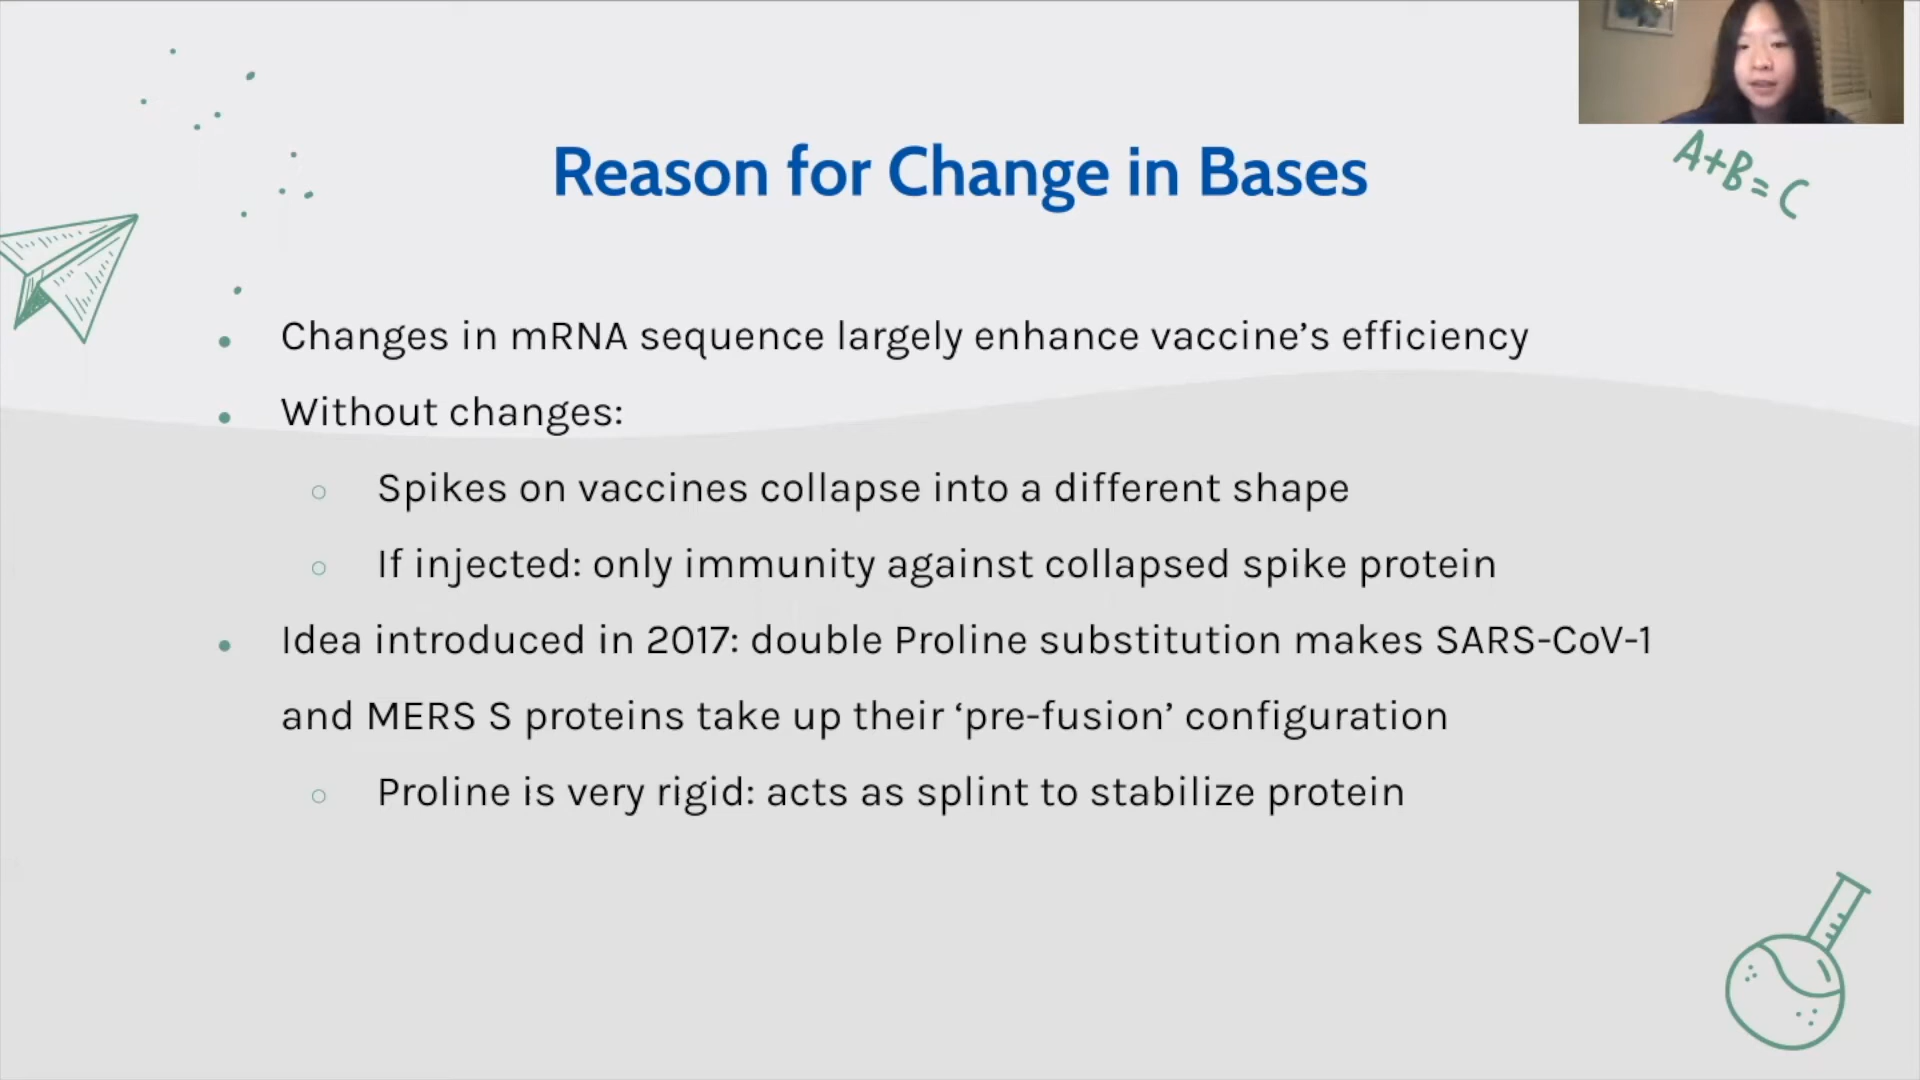 A+B=C
Reason for Change in Bases
Changes in mRNA sequence largely enhance vaccine’s efficiency
Without changes:
Spikes on vaccines collapse into a different shape
If injected: only immunity against collapsed spike protein
Idea introduced in 2017: double Proline substitution makes SARS-CoV-1
and MERS S proteins take up their ‘pre-fusion’ configuration
Proline is very rigid: acts as splint to stabilize protein